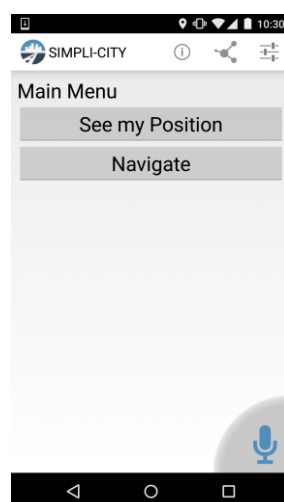 10:30
SIMPLI-CITY
Main Menu
See my Position
Navigate